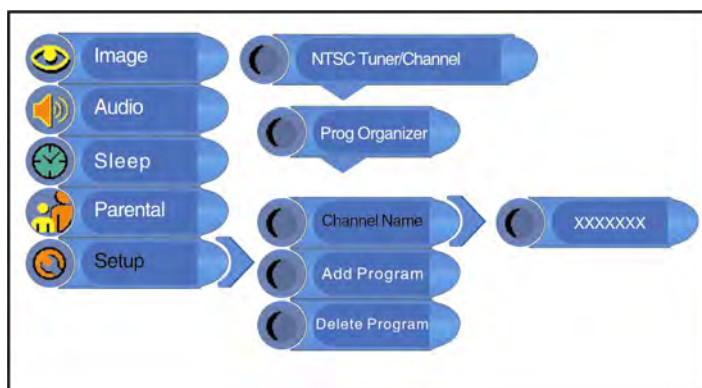 Image
Audio
Sleep
Parental
Setup
NTSC Tuner/Channel
Prog Organizer
Channel Name
Add Program
Delete Program
XXXXXXX